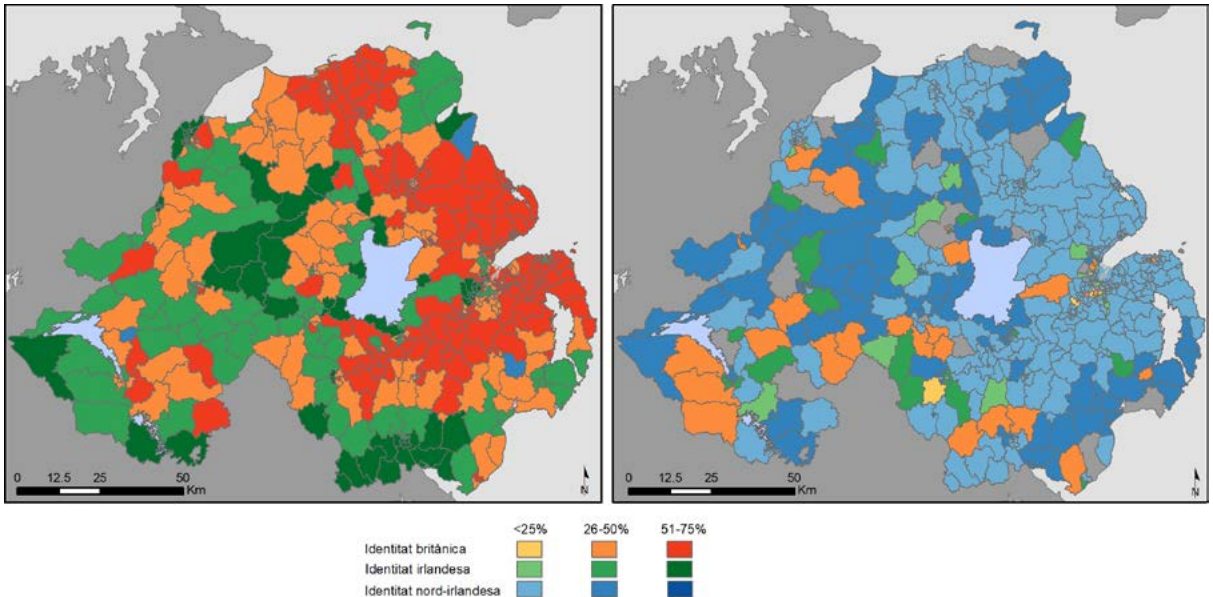 0 12.5 25 50
Km
N
0 12.5 25 50
Km
N
<25% 26-50% 51-75%
Identitat britànica
Identitat irlandesa
Identitat nord-irlandesa